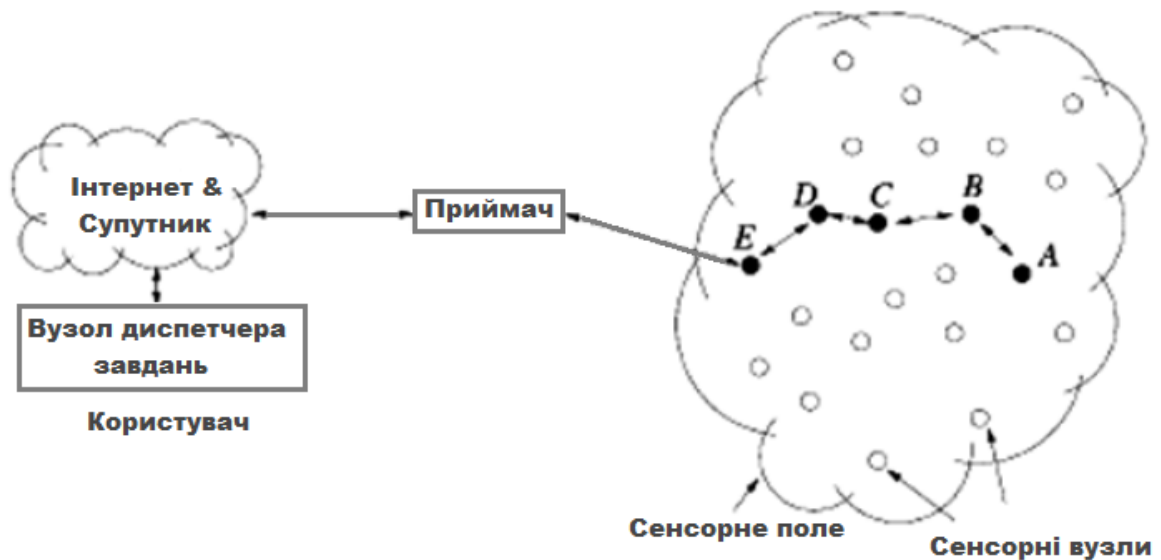 Інтернет &
Супутник
Приймач
Вузол диспетчера
завдань
Користувач
E
D
C
B
A
Сенсорне поле
Сенсорні вузли